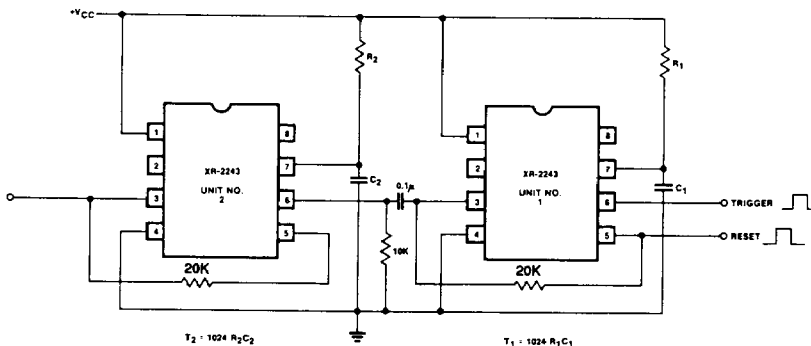 +VCC
R2
R1
1
8
2
7
3
6
4
5
XR-2243
UNIT NO.
2
C2
0.1μ
10K
20K
1
8
2
7
3
6
4
5
XR-2243
UNIT NO.
1
C1
TRIGGER
RESET
20K
T2 = 1024 R2C2
T1 = 1024 R1C1